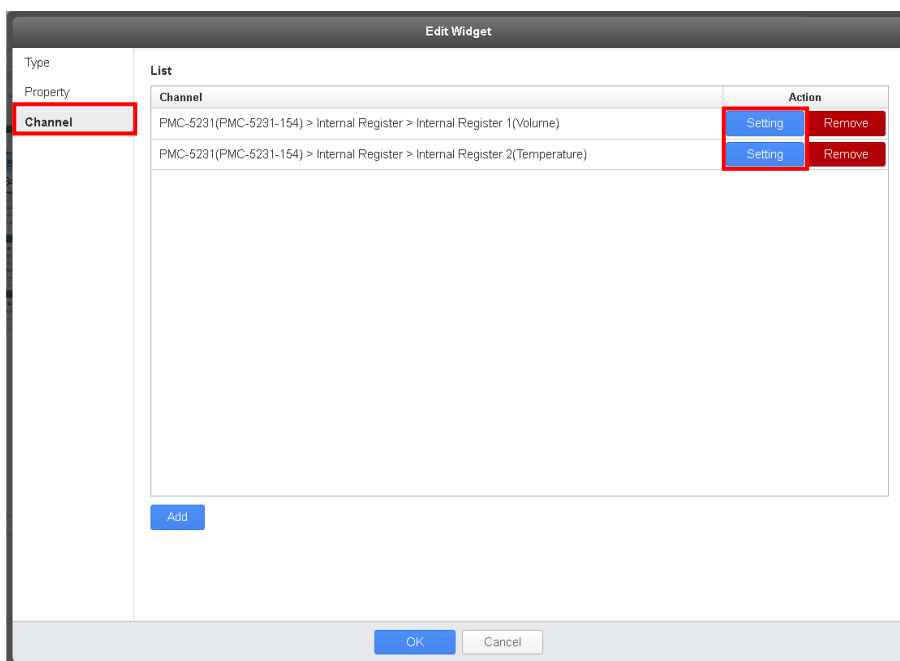 Edit Widget
Type
Property
Channel
List
Channel Action
PMC-5231(PMC-5231-154) > Internal Register > Internal Register 1(Volume) Setting Remove
PMC-5231(PMC-5231-154) > Internal Register > Internal Register 2(Temperature) Setting Remove
Add
OK Cancel